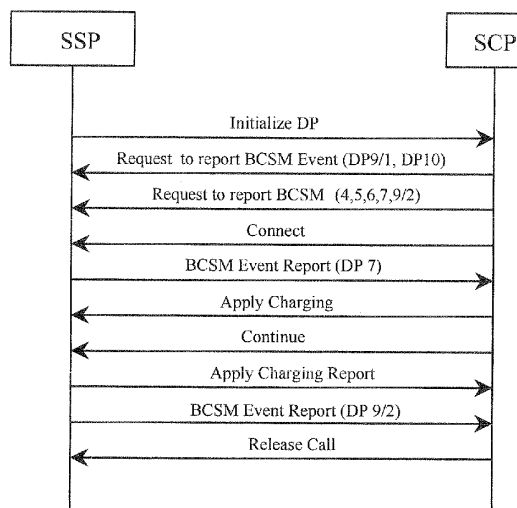 SSP
SCP
Initialize DP
Request to report BCSM Event (DP9/1, DP10)
Request to report BCSM (4,5,6,7,9/2)
Connect
BCSM Event Report (DP 7)
Apply Charging
Continue
Apply Charging Report
BCSM Event Report (DP 9/2)
Release Call